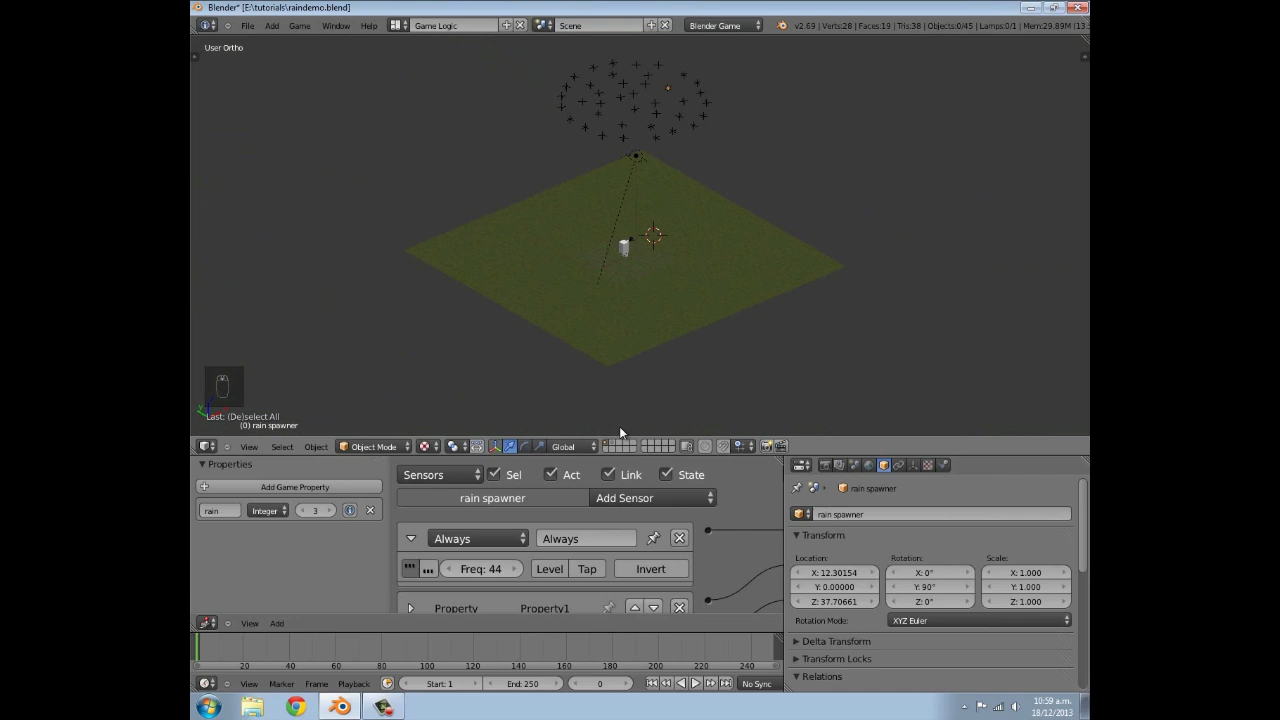 Blender* [E:\tutorials\raindemo.blend]
File Add Game Window Help Game Logic Scene Blender Game v2.69 | Verts:28 | Faces:19 | Tris:38 | Objects:0/45 | Lamps:0/1 | Mem:29.89M (13.
User Ortho
Last: (De)select All
(0) rain spawner
View Select Object Object Mode Global
Properties
Add Game Property
rain Integer 3
Sensors Sel Act Link State
rain spawner Add Sensor
Always Always
Freq: 44 Level Tap Invert
Property Property1
View Add
rain spawner
rain spawner
Transform
Location: Rotation: Scale:
X: 12.30154 X: 0° X: 1.000
Y: 0.00000 Y: 90° Y: 1.000
Z: 37.70661 Z: 0° Z: 1.000
Rotation Mode: XYZ Euler
Delta Transform
Transform Locks
Relations
20 40 60 80 100 120 140 160 180 200 220 240
View Marker Frame Playback Start: 1 End: 250 0 No Sync
10:59 a.m.
18/12/2013